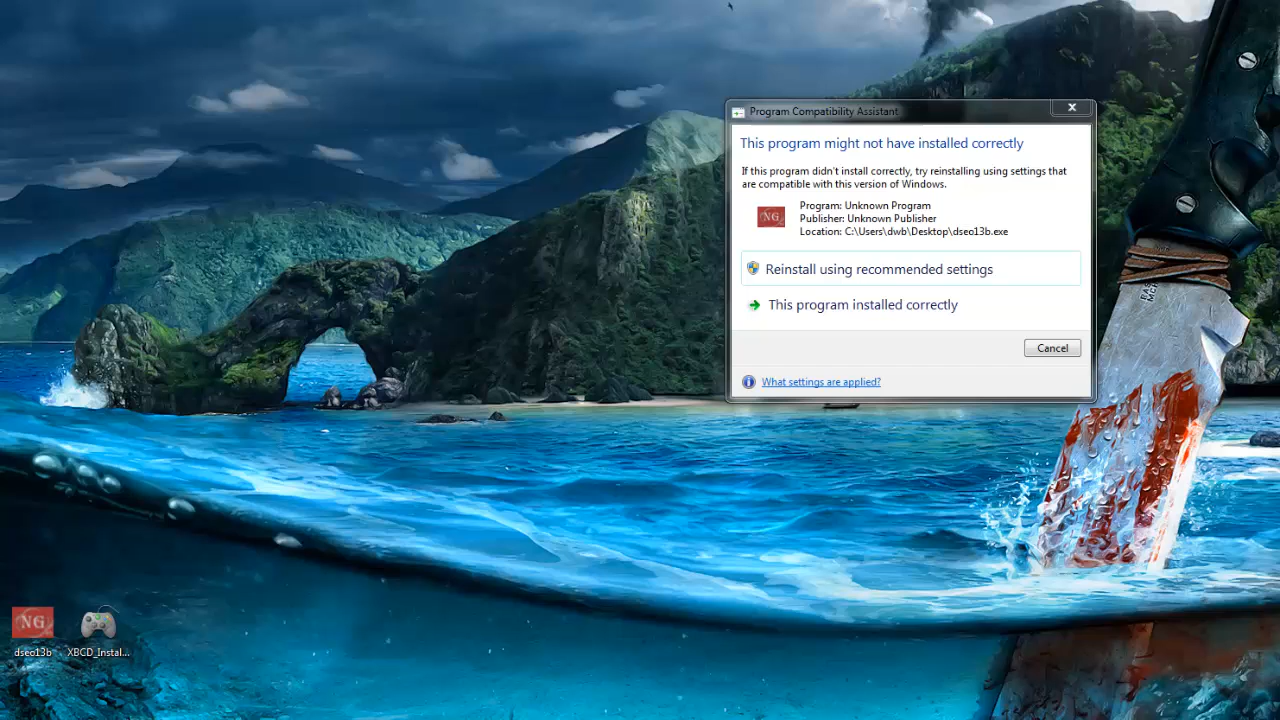 Program Compatibility Assistant
This program might not have installed correctly
If this program didn't install correctly, try reinstalling using settings that
are compatible with this version of Windows.
NG
Program: Unknown Program
Publisher: Unknown Publisher
Location: C:\Users\dwb\Desktop\dseo13b.exe
Reinstall using recommended settings
This program installed correctly
Cancel
What settings are applied?
NG
dseo13b
XBCD_Instal...